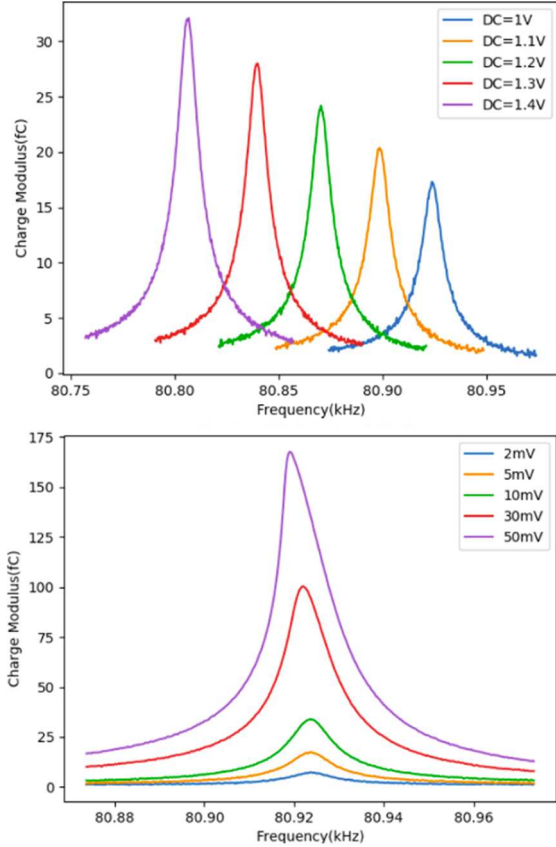 DC=1V
DC=1.1V
DC=1.2V
DC=1.3V
DC=1.4V
Charge Modulus(fC)
30
25
20
15
10
5
0
80.75 80.80 80.85 80.90 80.95
Frequency(kHz)
2mV
5mV
10mV
30mV
50mV
Charge Modulus(fC)
175
150
125
100
75
50
25
0
80.88 80.90 80.92 80.94 80.96
Frequency(kHz)